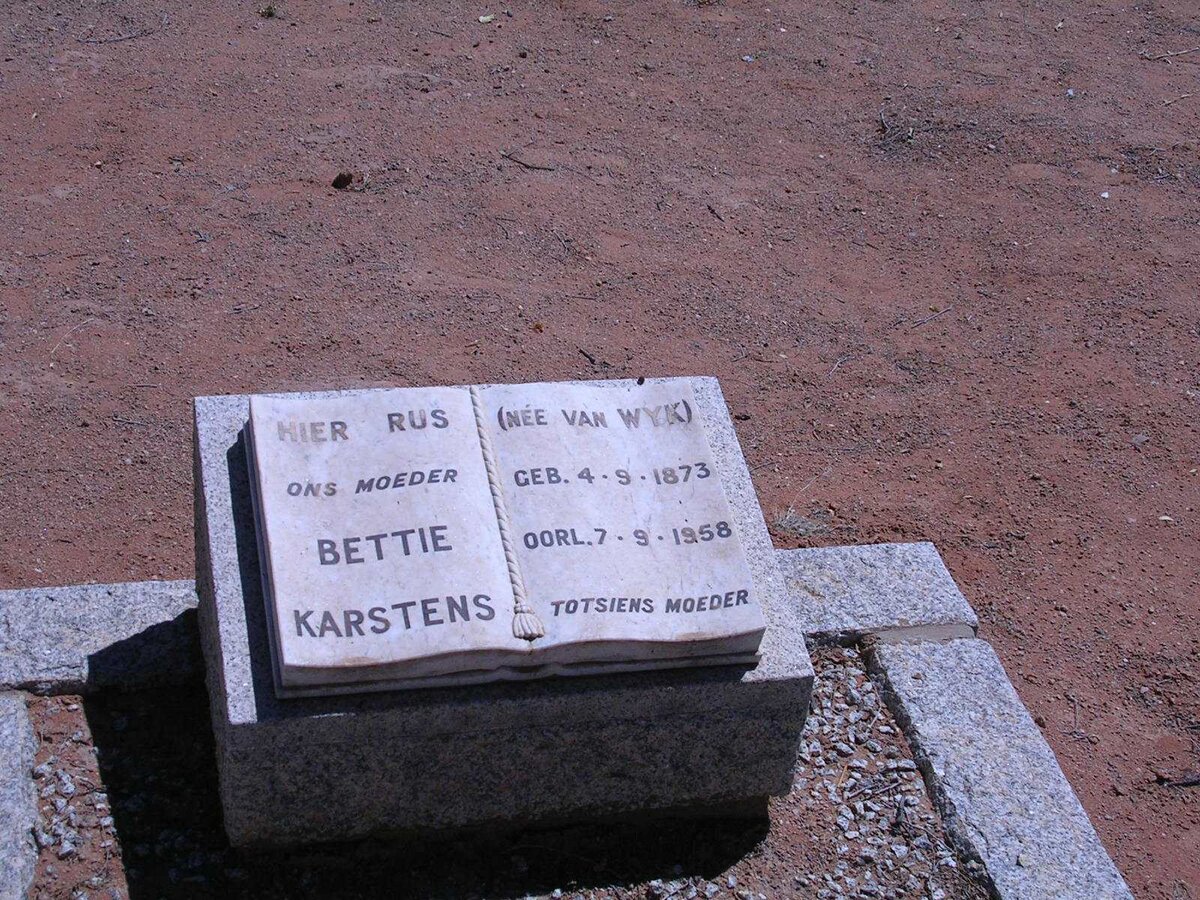 HIER RUS
ONS MOEDER
BETTIE
KARSTENS
(NÉE VAN WYK)
GEB. 4·9·1873
OORL. 7·9·1958
TOTSIENS MOEDER